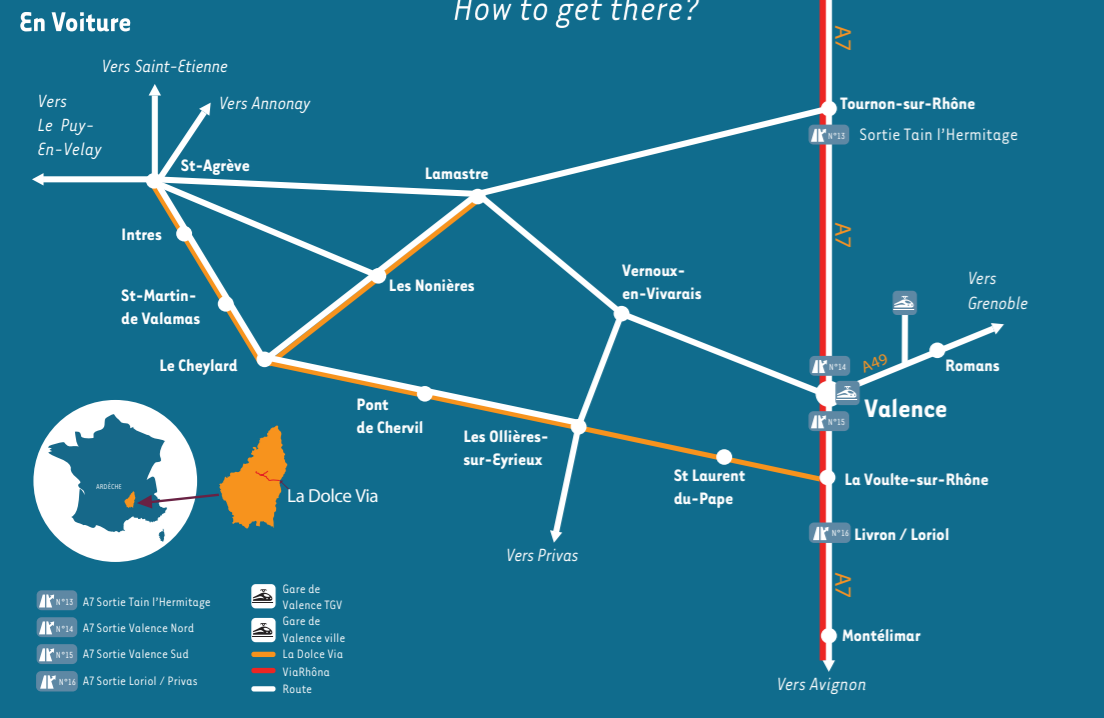 How to get there?
En Voiture
A7
Vers Saint-Etienne
Vers
Le Puy-
En-Velay
Vers Annonay
Tournon-sur-Rhône
N°13
Sortie Tain l'Hermitage
St-Agrève
Lamastre
Intres
A7
Les Nonières
Vernoux-
en-Vivarais
Vers
Grenoble
St-Martin-
de Valamas
Le Cheylard
N°14
A49
Romans
Pont
de Chervil
Valence
N°15
Les Ollières-
sur-Eyrieux
St Laurent
du-Pape
La Voulte-sur-Rhône
ARDÈCHE
La Dolce Via
N°16
Livron / Loriol
Vers Privas
A7
N°13 A7 Sortie Tain l'Hermitage
N°14 A7 Sortie Valence Nord
N°15 A7 Sortie Valence Sud
N°16 A7 Sortie Loriol / Privas
Gare de
Valence TGV
Gare de
Valence ville
La Dolce Via
ViaRhôna
Route
Montélimar
Vers Avignon